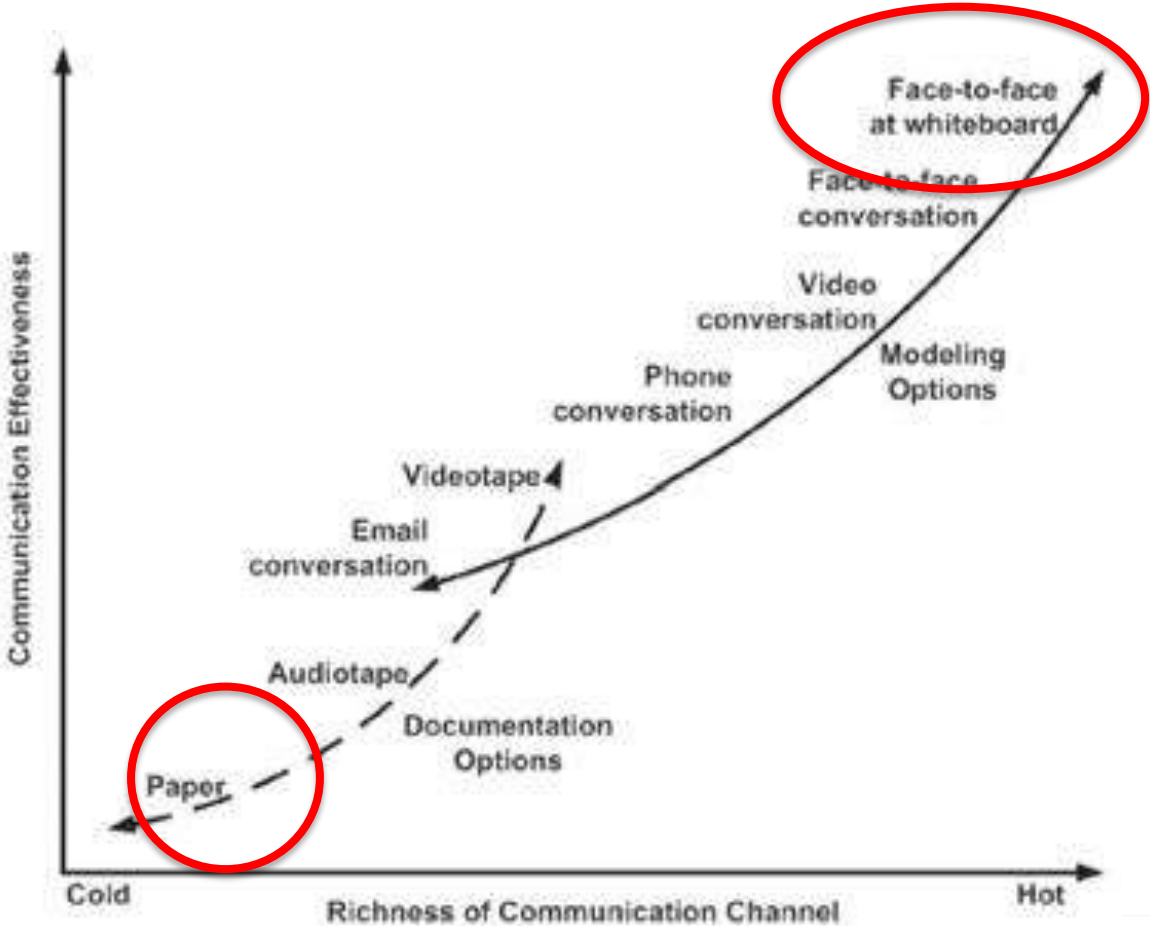 Face-to-face
at whiteboard
Face-to-face
conversation
Video
conversation
Modeling
Options
Phone
conversation
Videotape
Email
conversation
Audiotape
Documentation
Options
Paper
Communication Effectiveness
Cold
Hot
Richness of Communication Channel